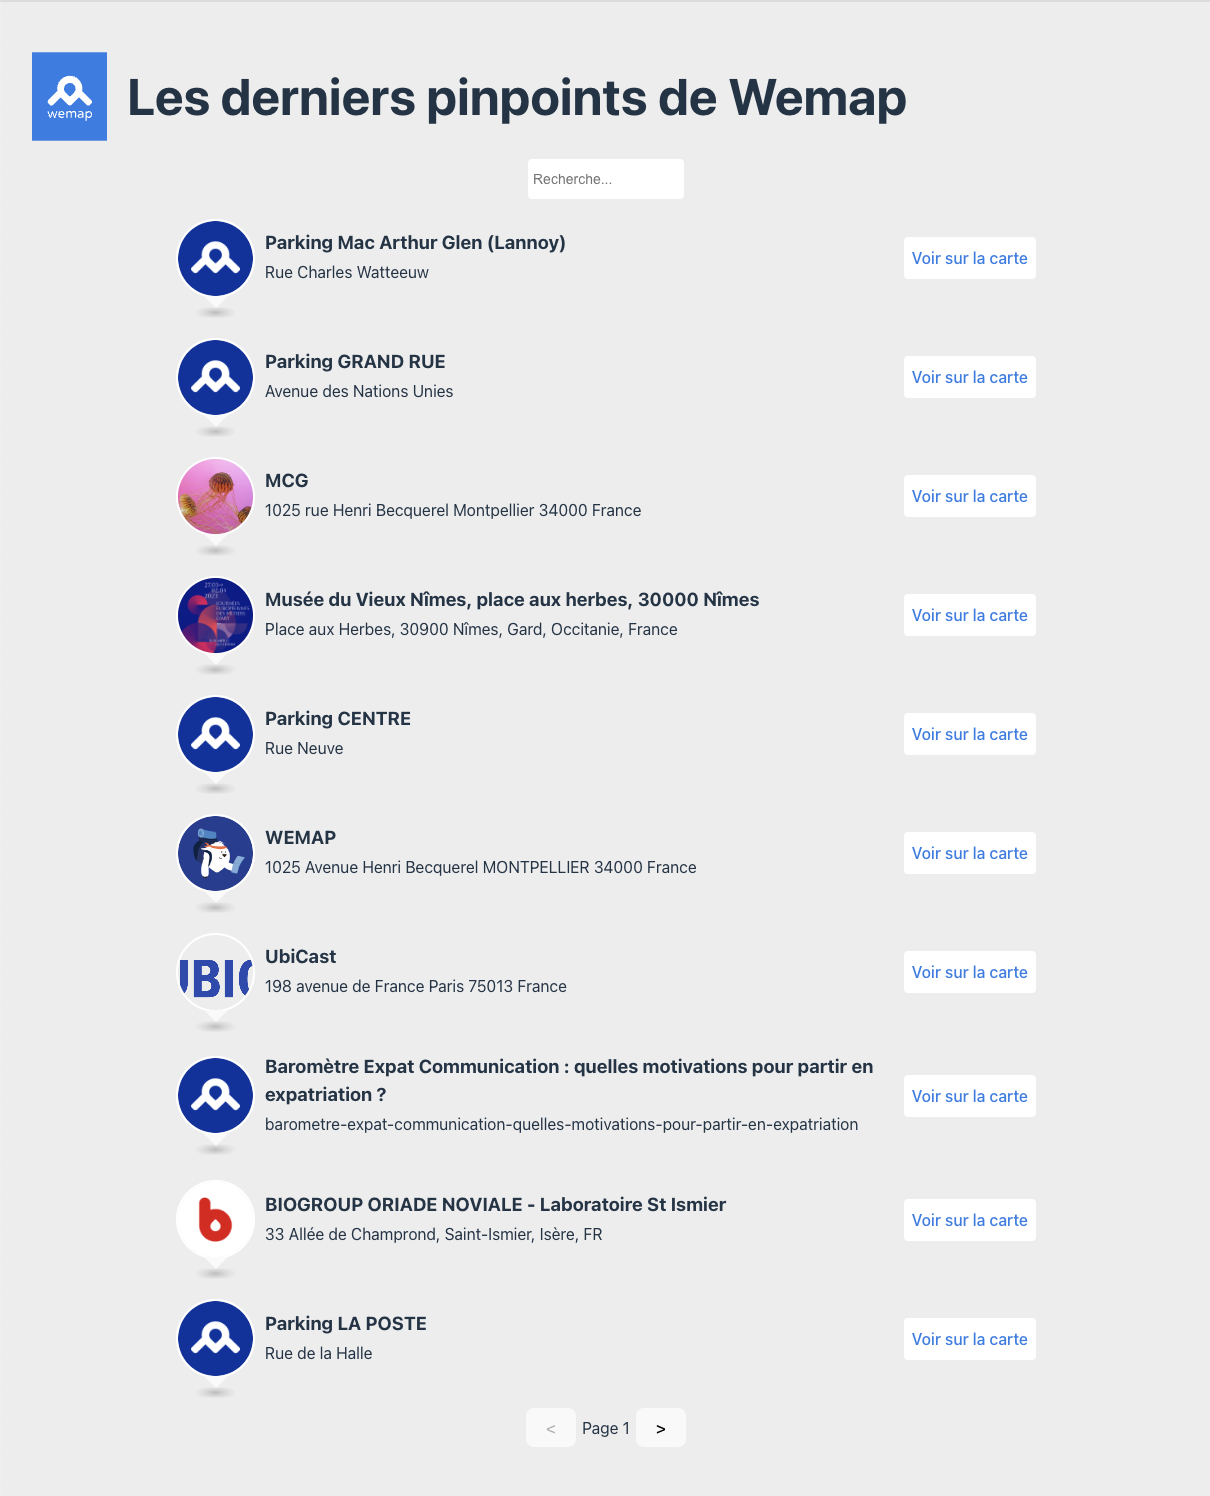 wemap
Les derniers pinpoints de Wemap
Recherche...
Parking Mac Arthur Glen (Lannoy)
Rue Charles Watteeuw
Voir sur la carte
Parking GRAND RUE
Avenue des Nations Unies
Voir sur la carte
MCG
1025 rue Henri Becquerel Montpellier 34000 France
Voir sur la carte
Musée du Vieux Nîmes, place aux herbes, 30000 Nîmes
Place aux Herbes, 30900 Nîmes, Gard, Occitanie, France
Voir sur la carte
Parking CENTRE
Rue Neuve
Voir sur la carte
WEMAP
1025 Avenue Henri Becquerel MONTPELLIER 34000 France
Voir sur la carte
UBIC
UbiCast
198 avenue de France Paris 75013 France
Voir sur la carte
Baromètre Expat Communication : quelles motivations pour partir en
expatriation ?
barometre-expat-communication-quelles-motivations-pour-partir-en-expatriation
Voir sur la carte
b
BIOGROUP ORIADE NOVIALE - Laboratoire St Ismier
33 Allée de Champrond, Saint-Ismier, Isère, FR
Voir sur la carte
Parking LA POSTE
Rue de la Halle
Voir sur la carte
< Page 1 >